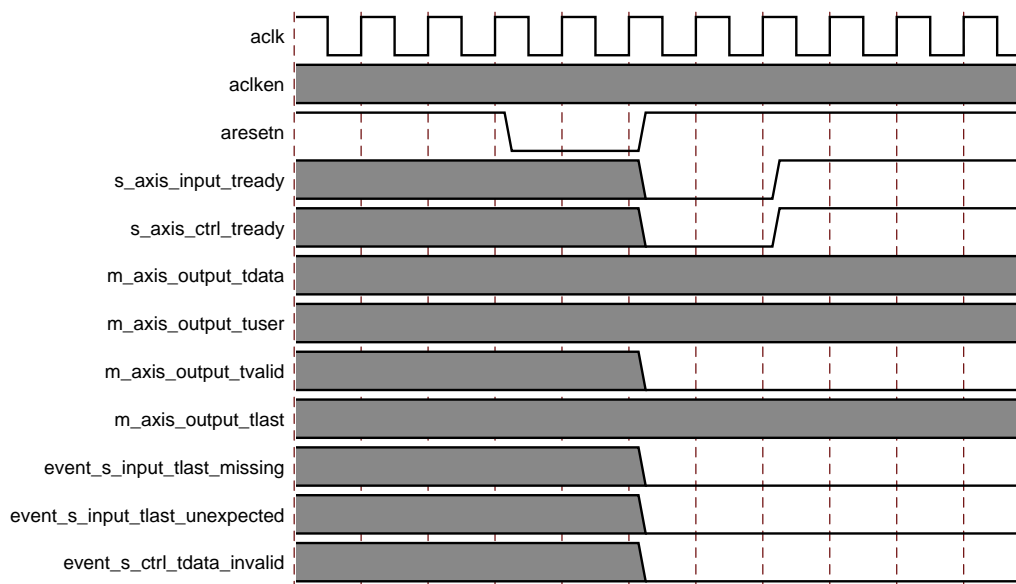 aclk
aclken
aresetn
s_axis_input_tready
s_axis_ctrl_tready
m_axis_output_tdata
m_axis_output_tuser
m_axis_output_tvalid
m_axis_output_tlast
event_s_input_tlast_missing
event_s_input_tlast_unexpected
event_s_ctrl_tdata_invalid